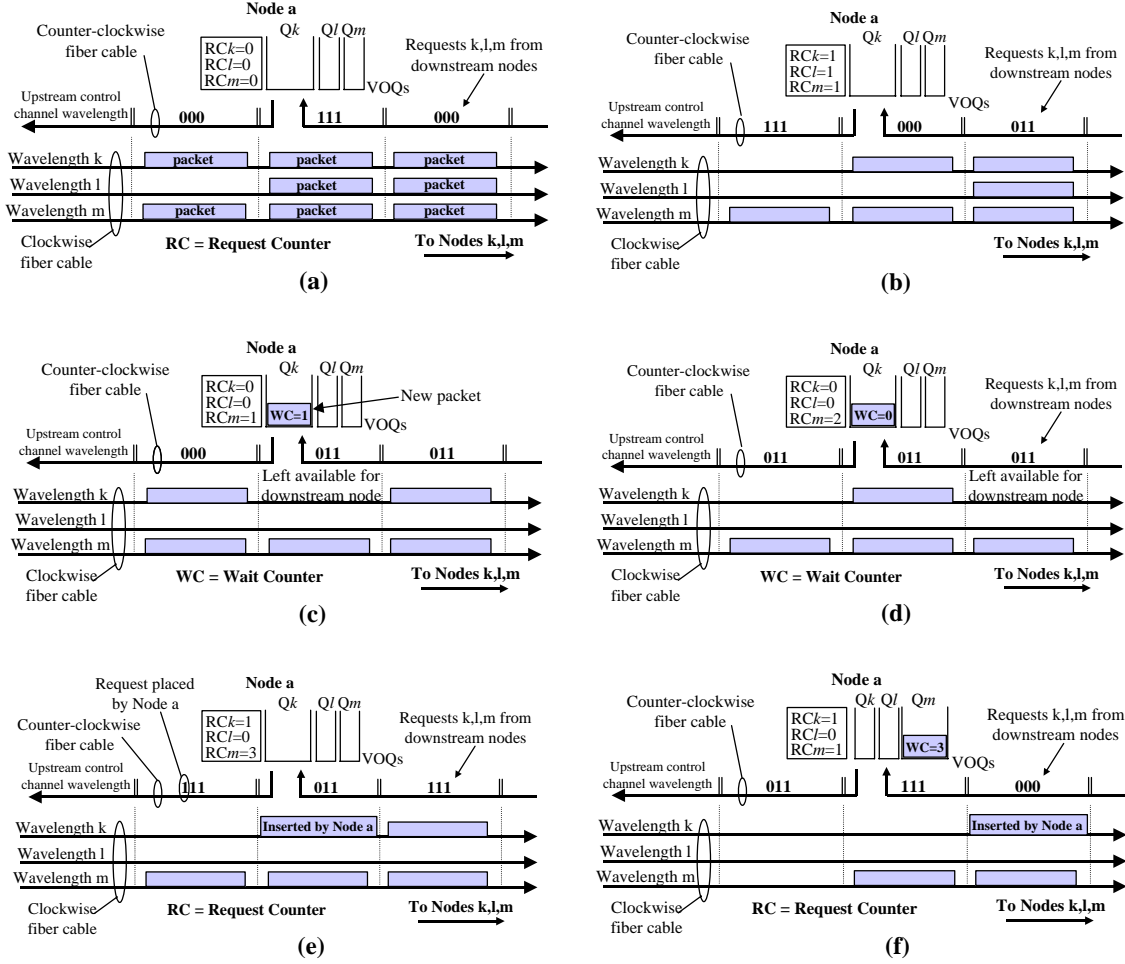 Node a
Counter-clockwise
fiber cable
Qk
Ql
Qm
RCk=0
RCl=0
RCm=0
Requests k,l,m from
downstream nodes
VOQs
Upstream control
channel wavelength
000
111
000
Wavelength k
packet
packet
packet
Wavelength l
packet
packet
Wavelength m
packet
packet
packet
Clockwise
fiber cable
RC = Request Counter
To Nodes k,l,m
(a)
Node a
Counter-clockwise
fiber cable
Qk
Ql
Qm
RCk=1
RCl=1
RCm=1
Requests k,l,m from
downstream nodes
VOQs
Upstream control
channel wavelength
111
000
011
Wavelength k
Wavelength l
Wavelength m
Clockwise
fiber cable
To Nodes k,l,m
(b)
Node a
Counter-clockwise
fiber cable
Qk
Ql
Qm
RCk=0
RCl=0
RCm=1
WC=1
New packet
VOQs
Upstream control
channel wavelength
000
011
011
Left available for
downstream node
Wavelength k
Wavelength l
Wavelength m
Clockwise
fiber cable
WC = Wait Counter
To Nodes k,l,m
(c)
Node a
Counter-clockwise
fiber cable
Qk
Ql
Qm
RCk=0
RCl=0
RCm=2
WC=0
Requests k,l,m from
downstream nodes
VOQs
Upstream control
channel wavelength
011
011
011
Left available for
downstream node
Wavelength k
Wavelength l
Wavelength m
Clockwise
fiber cable
WC = Wait Counter
To Nodes k,l,m
(d)
Request placed
by Node a
Node a
Counter-clockwise
fiber cable
Qk
Ql
Qm
RCk=1
RCl=0
RCm=3
Requests k,l,m from
downstream nodes
VOQs
Upstream control
channel wavelength
111
011
111
Wavelength k
Inserted by Node a
Wavelength l
Wavelength m
Clockwise
fiber cable
RC = Request Counter
To Nodes k,l,m
(e)
Node a
Counter-clockwise
fiber cable
Qk
Ql
Qm
RCk=1
RCl=0
RCm=1
WC=3
Requests k,l,m from
downstream nodes
VOQs
Upstream control
channel wavelength
011
111
000
Wavelength k
Inserted by Node a
Wavelength l
Wavelength m
Clockwise
fiber cable
RC = Request Counter
To Nodes k,l,m
(f)